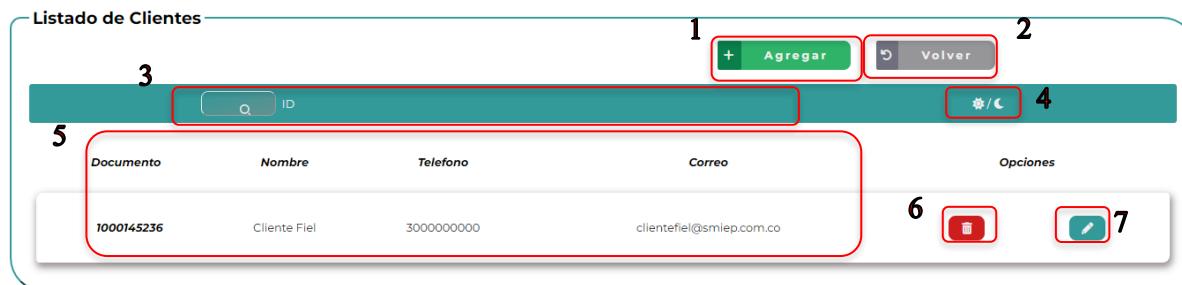 Listado de Clientes
1
2
+ Agregar
Volver
3
ID
/
4
5
Documento Nombre Telefono Correo Opciones
6
7
1000145236 Cliente Fiel 3000000000 clientefiel@smiep.com.co